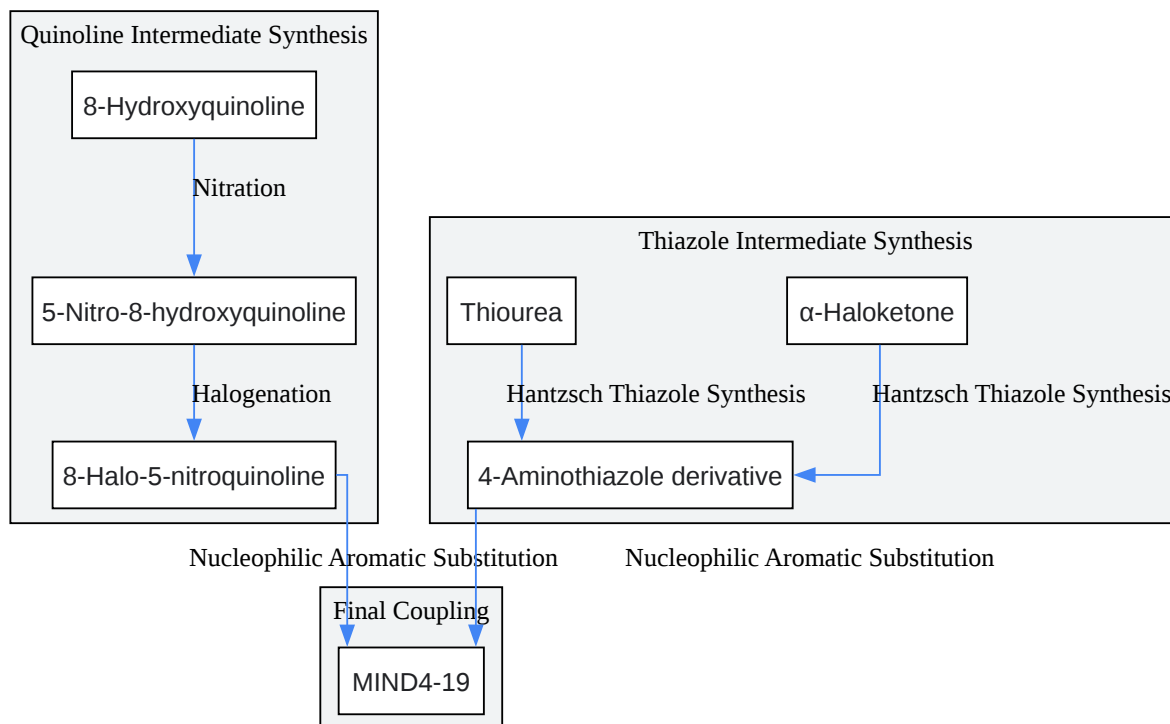 Quinoline Intermediate Synthesis
8-Hydroxyquinoline
Nitration
5-Nitro-8-hydroxyquinoline
Halogenation
8-Halo-5-nitroquinoline
Thiazole Intermediate Synthesis
Thiourea
α-Haloketone
Hantzsch Thiazole Synthesis
Hantzsch Thiazole Synthesis
4-Aminothiazole derivative
Nucleophilic Aromatic Substitution
Nucleophilic Aromatic Substitution
Final Coupling
MIND4-19